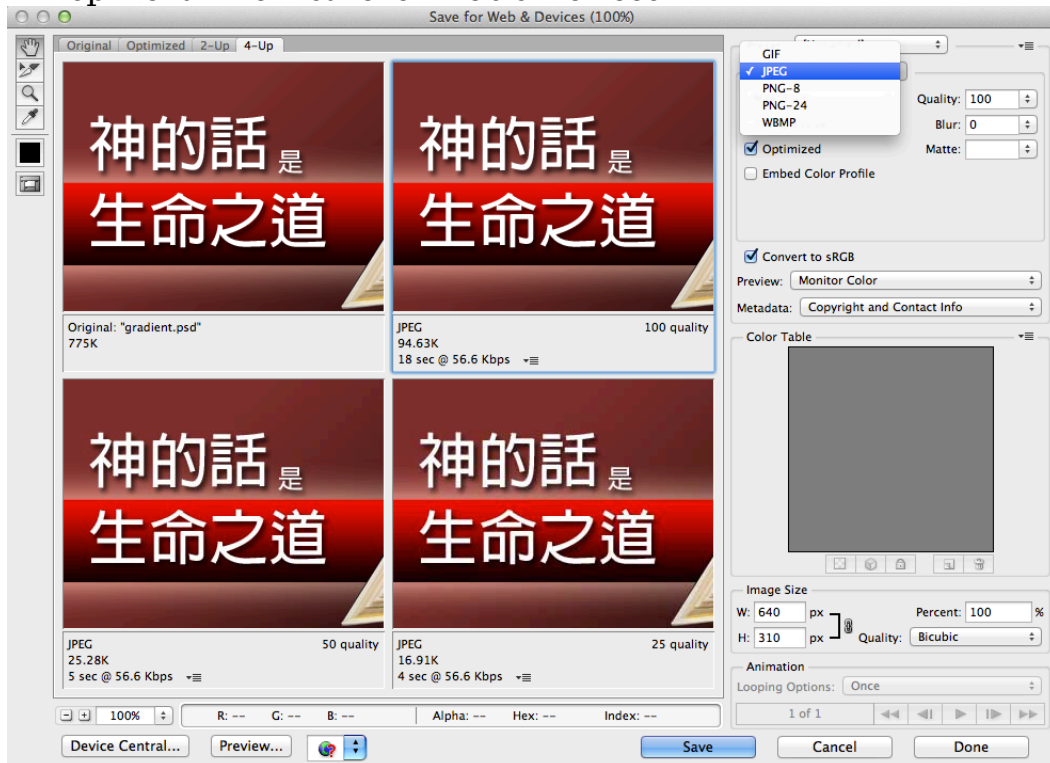 Save for Web & Devices (100%)
Original Optimized 2-Up 4-Up
神的話是
生命之道
神的話是
生命之道
Original: "gradient.psd"
775K
JPEG 100 quality
94.63K
18 sec @ 56.6 Kbps
神的話是
生命之道
神的話是
生命之道
JPEG 50 quality
25.28K
5 sec @ 56.6 Kbps
JPEG 25 quality
16.91K
4 sec @ 56.6 Kbps
GIF
JPEG
PNG-8
PNG-24
WBMP
Quality: 100
Blur: 0
Optimized Matte:
Embed Color Profile
Convert to sRGB
Preview: Monitor Color
Metadata: Copyright and Contact Info
Color Table
Image Size
W: 640 px Percent: 100 %
H: 310 px Quality: Bicubic
Animation
Looping Options: Once
1 of 1
100% R: -- G: -- B: -- Alpha: -- Hex: -- Index: --
Device Central... Preview... Save Cancel Done